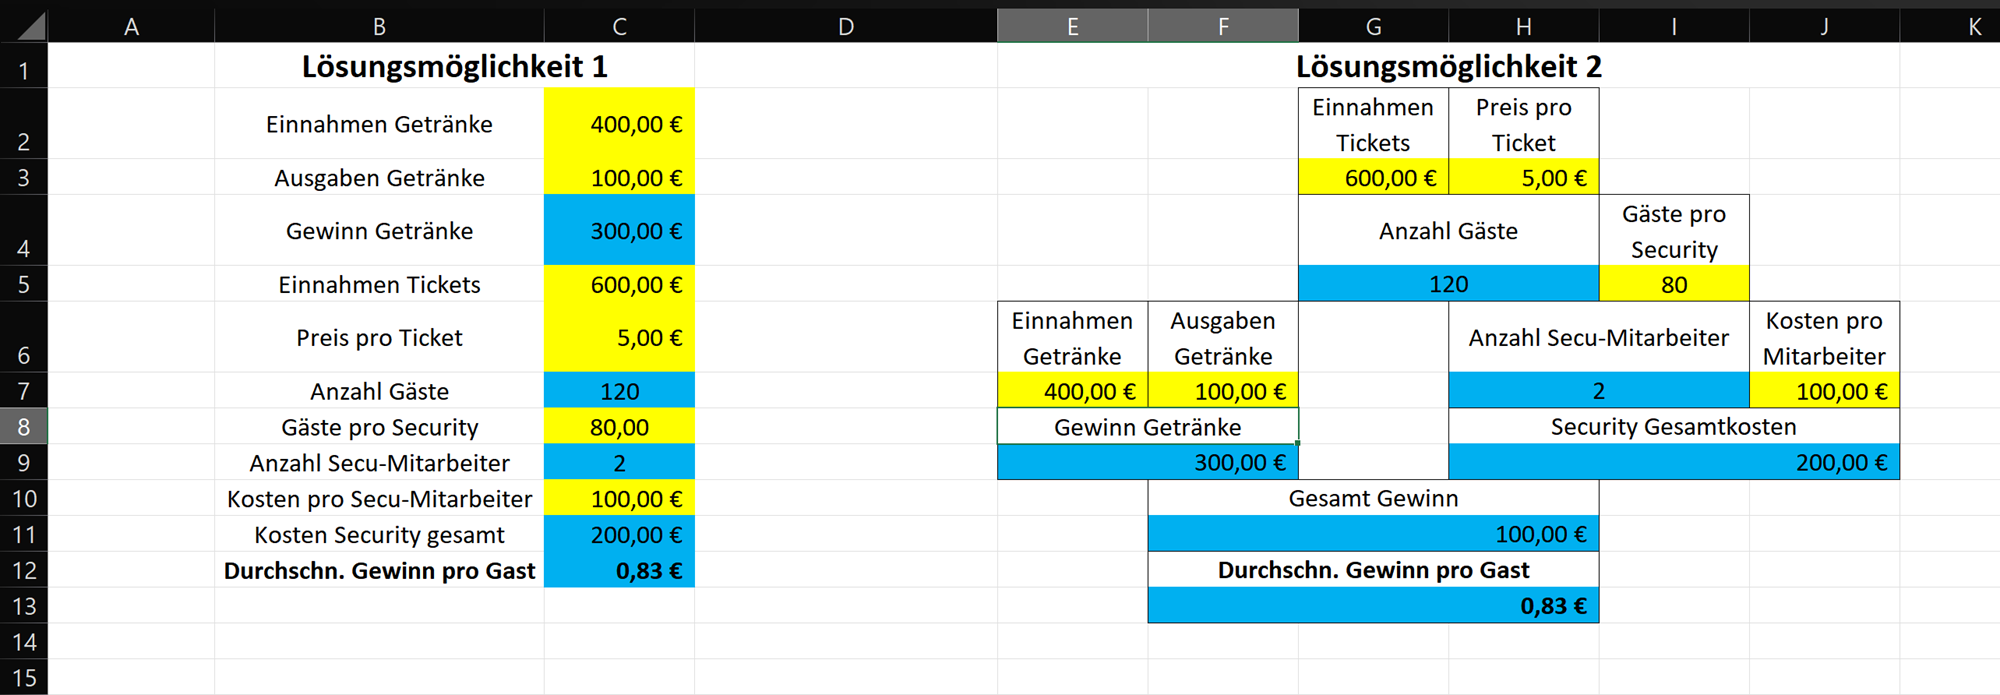 A B C D E F G H I J K
1 Lösungsmöglichkeit 1 Lösungsmöglichkeit 2
Einnahmen Preis pro
2 Einnahmen Getränke 400,00 € Tickets Ticket
3 Ausgaben Getränke 100,00 € 600,00 € 5,00 €
Gäste pro
4 Gewinn Getränke 300,00 € Anzahl Gäste Security
5 Einnahmen Tickets 600,00 € 120 80
Einnahmen Ausgaben Kosten pro
6 Preis pro Ticket 5,00 € Getränke Getränke Anzahl Secu-Mitarbeiter Mitarbeiter
7 Anzahl Gäste 120 400,00 € 100,00 € 2 100,00 €
8 Gäste pro Security 80,00 Gewinn Getränke Security Gesamtkosten
9 Anzahl Secu-Mitarbeiter 2 300,00 € 200,00 €
10 Kosten pro Secu-Mitarbeiter 100,00 € Gesamt Gewinn
11 Kosten Security gesamt 200,00 € 100,00 €
12 Durchschn. Gewinn pro Gast 0,83 € Durchschn. Gewinn pro Gast
13 0,83 €
14
15